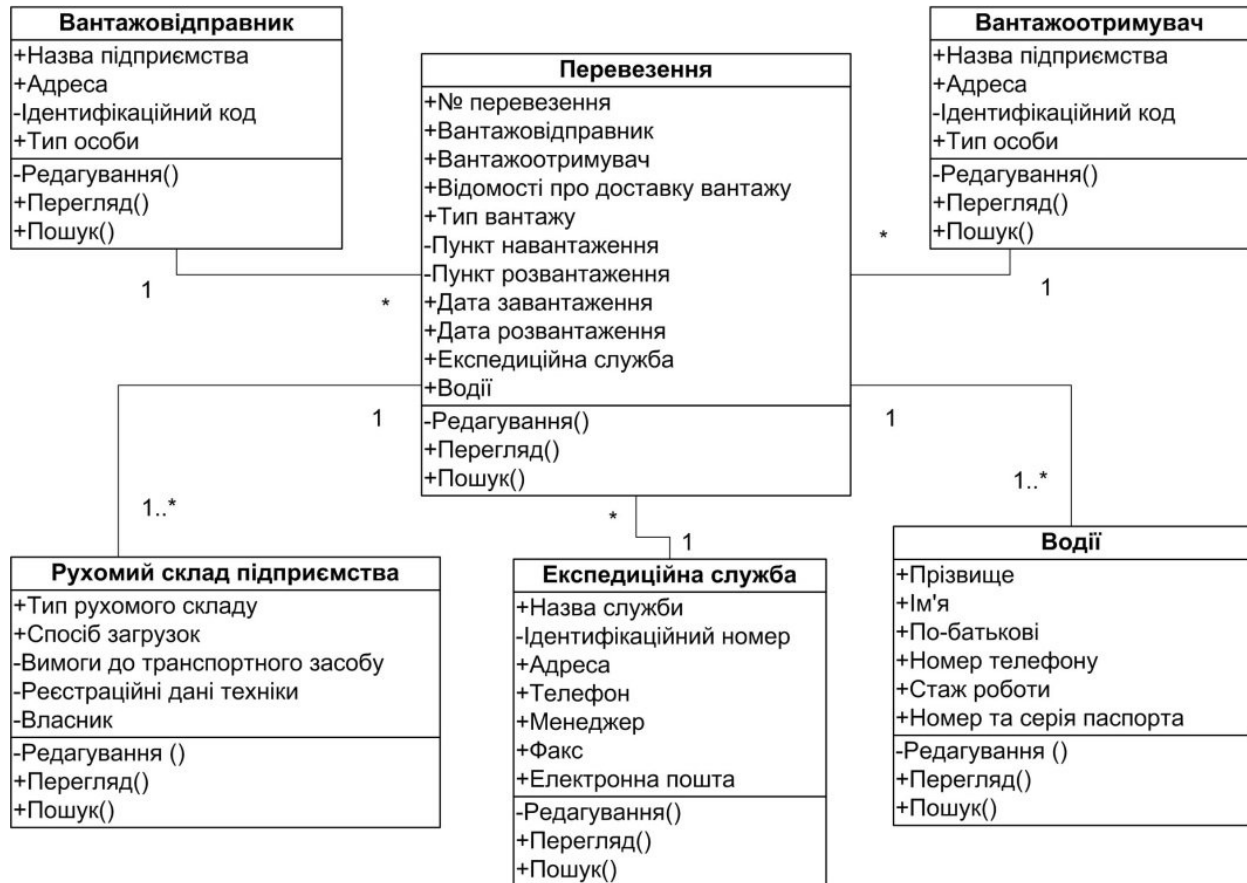 Вантажовідправник
+Назва підприємства
+Адреса
-Ідентифікаційний код
+Тип особи
-Редагування()
+Перегляд()
+Пошук()
1
*
Перевезення
+№ перевезення
+Вантажовідправник
+Вантажоотримувач
+Відомості про доставку вантажу
+Тип вантажу
-Пункт навантаження
-Пункт розвантаження
+Дата завантаження
+Дата розвантаження
+Експедиційна служба
+Водії
-Редагування()
+Перегляд()
+Пошук()
Вантажоотримувач
+Назва підприємства
+Адреса
-Ідентифікаційний код
+Тип особи
-Редагування()
+Перегляд()
+Пошук()
*
1
1
1..*
1
1..*
*
1
Рухомий склад підприємства
+Тип рухомого складу
+Спосіб загрузок
-Вимоги до транспортного засобу
-Реєстраційні дані техніки
-Власник
-Редагування ()
+Перегляд()
+Пошук()
Експедиційна служба
+Назва служби
-Ідентифікаційний номер
+Адреса
+Телефон
+Менеджер
+Факс
+Електронна пошта
-Редагування()
+Перегляд()
+Пошук()
Водії
+Прізвище
+Ім'я
+По-батькові
+Номер телефону
+Стаж роботи
+Номер та серія паспорта
-Редагування ()
+Перегляд()
+Пошук()